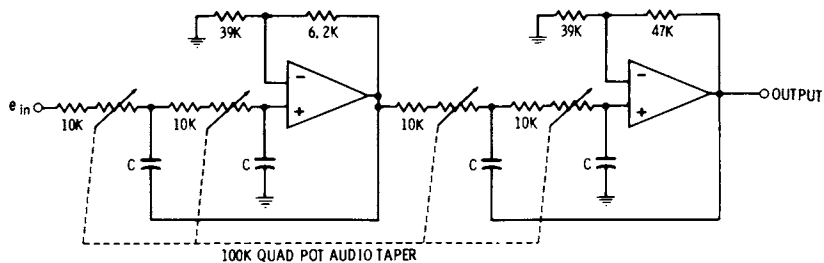 39K
6.2K
39K
47K
−
+
−
+
e in
10K
10K
10K
10K
OUTPUT
C
C
C
C
100K QUAD POT AUDIO TAPER